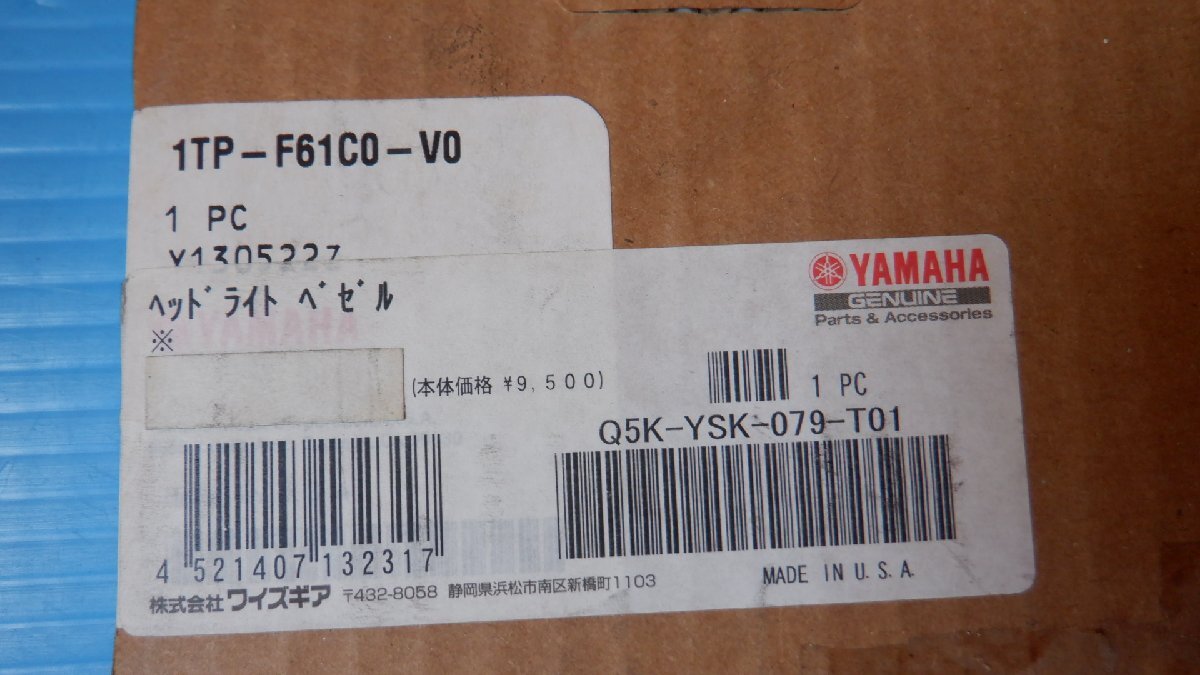 1TP-F61C0-V0
1 PC
Y1305227
ヘッドライト ベゼル
※
YAMAHA
GENUINE
Parts & Accessories
(本体価格 ¥9,500)
1 PC
Q5K-YSK-079-T01
4 521407 132317
MADE IN U.S.A.
株式会社 ワイズギア 〒432-8058 静岡県浜松市南区新橋町1103